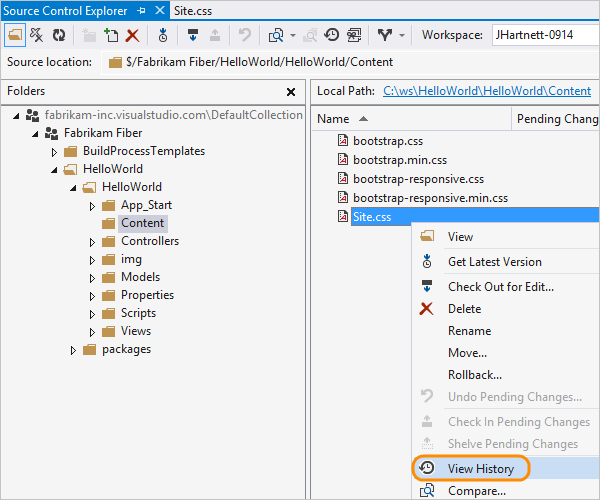 Source Control Explorer
Site.css
Workspace: JHartnett-0914
Source location: $/Fabrikam Fiber/HelloWorld/HelloWorld/Content
Folders
fabrikam-inc.visualstudio.com\DefaultCollection
Fabrikam Fiber
BuildProcessTemplates
HelloWorld
HelloWorld
App_Start
Content
Controllers
img
Models
Properties
Scripts
Views
packages
Local Path: C:\ws\HelloWorld\HelloWorld\Content
Name Pending Chang
bootstrap.css
bootstrap.min.css
bootstrap-responsive.css
bootstrap-responsive.min.css
Site.css
View
Get Latest Version
Check Out for Edit...
Delete
Rename
Move...
Rollback...
Undo Pending Changes...
Check In Pending Changes
Shelve Pending Changes
View History
Compare...